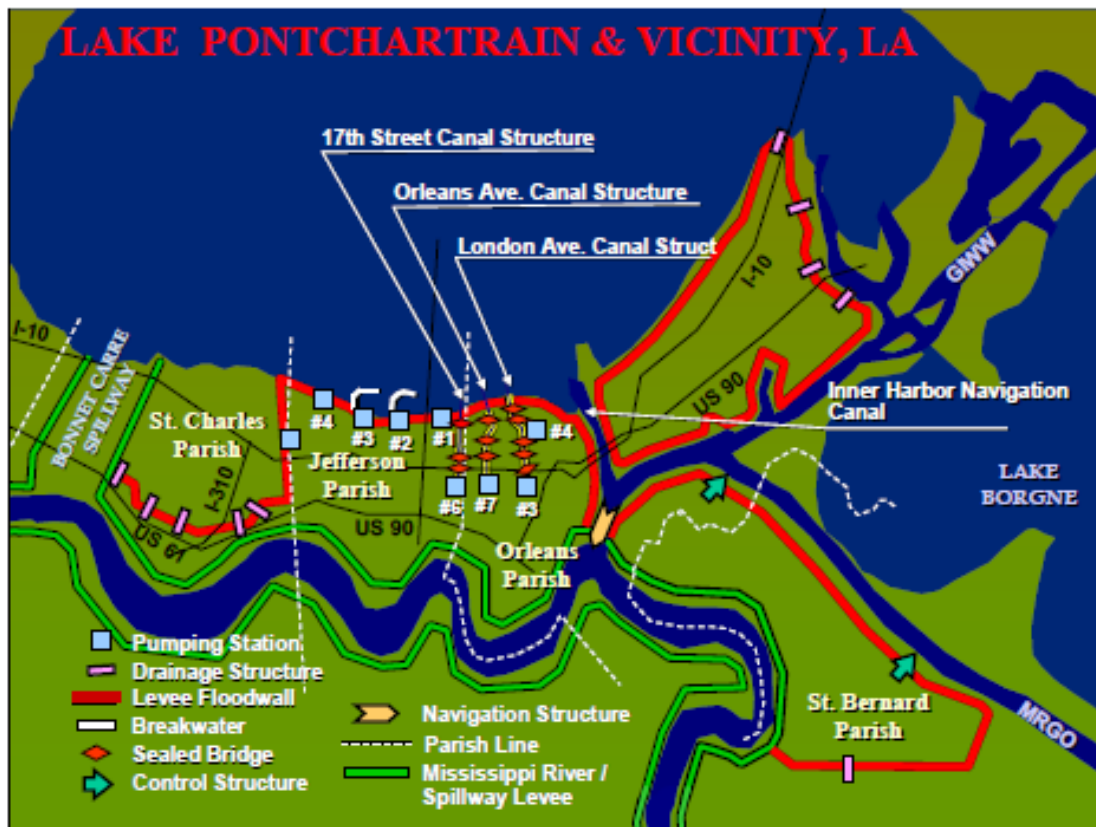 LAKE PONTCHARTRAIN & VICINITY, LA
17th Street Canal Structure
Orleans Ave. Canal Structure
London Ave. Canal Struct
I-10
GIWW
I-10
BONNET CARRE
SPILLWAY
US 90
Inner Harbor Navigation
Canal
St. Charles
Parish
#4
#3
#2
#1
#4
Jefferson
Parish
LAKE
BORGNE
I-310
US 61
US 90
#6
#7
#3
Orleans
Parish
Pumping Station
Drainage Structure
Levee Floodwall
Breakwater
Sealed Bridge
Control Structure
Navigation Structure
Parish Line
Mississippi River /
Spillway Levee
St. Bernard
Parish
MRGO